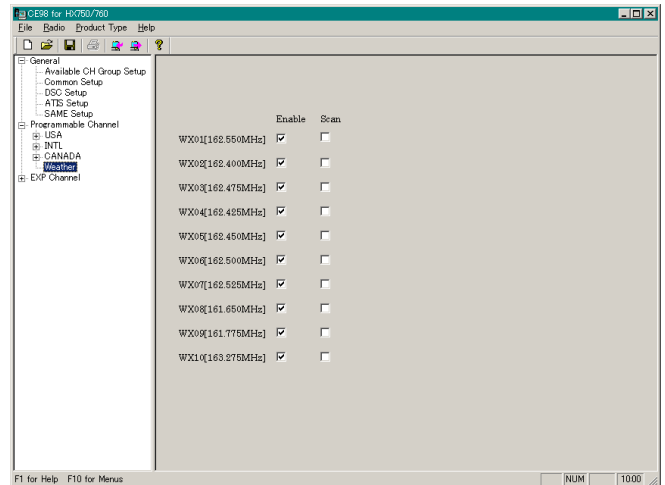 CE98 for HX750/760
File Radio Product Type Help
General
Available CH Group Setup
Common Setup
DSC Setup
ATIS Setup
SAME Setup
Programmable Channel
USA
INTL
CANADA
Weather
EXP Channel
Enable Scan
WX01[162.550MHz]
WX02[162.400MHz]
WX03[162.475MHz]
WX04[162.425MHz]
WX05[162.450MHz]
WX06[162.500MHz]
WX07[162.525MHz]
WX08[161.650MHz]
WX09[161.775MHz]
WX10[163.275MHz]
F1 for Help F10 for Menus
NUM
10:00